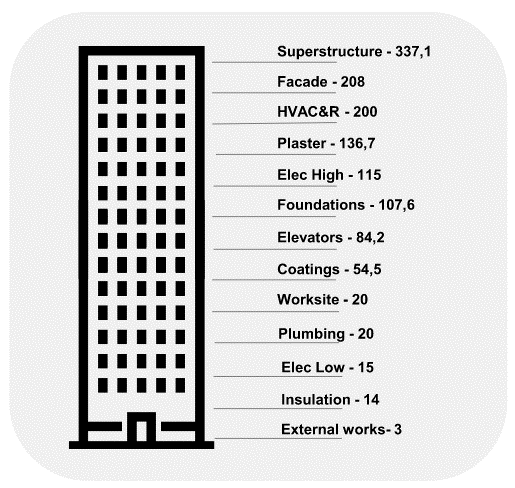 Superstructure - 337,1
Facade - 208
HVAC&R - 200
Plaster - 136,7
Elec High - 115
Foundations - 107,6
Elevators - 84,2
Coatings - 54,5
Worksite - 20
Plumbing - 20
Elec Low - 15
Insulation - 14
External works- 3